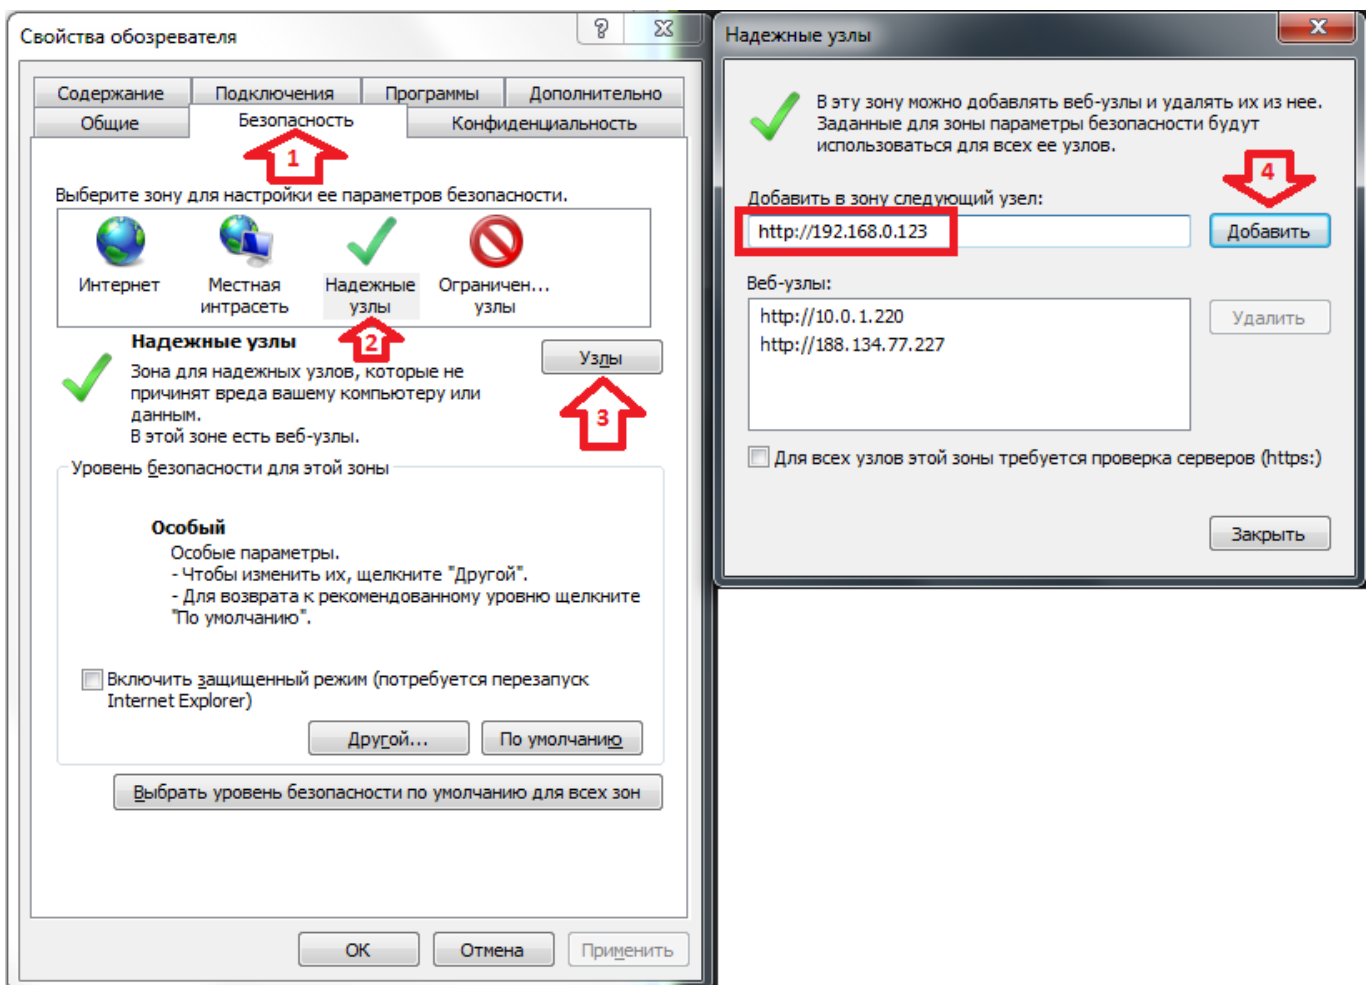 Свойства обозревателя
Содержание Подключения Программы Дополнительно
Общие Безопасность Конфиденциальность
1
Выберите зону для настройки ее параметров безопасности.
Интернет
Местная интрасеть
Надежные узлы
Ограничен... узлы
2
Надежные узлы
Узлы
3
Зона для надежных узлов, которые не
причинят вреда вашему компьютеру или
данным.
В этой зоне есть веб-узлы.
Уровень безопасности для этой зоны
Особый
Особые параметры.
- Чтобы изменить их, щелкните "Другой".
- Для возврата к рекомендованному уровню щелкните
"По умолчанию".
Включить защищенный режим (потребуется перезапуск
Internet Explorer)
Другой... По умолчанию
Выбрать уровень безопасности по умолчанию для всех зон
OK Отмена Применить
Надежные узлы
В эту зону можно добавлять веб-узлы и удалять их из нее.
Заданные для зоны параметры безопасности будут
использоваться для всех ее узлов.
4
Добавить в зону следующий узел:
http://192.168.0.123 Добавить
Веб-узлы:
http://10.0.1.220
http://188.134.77.227
Удалить
Для всех узлов этой зоны требуется проверка серверов (https:)
Закрыть